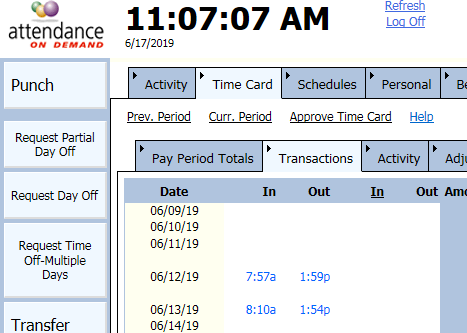 attendance
ON DEMAND
11:07:07 AM
6/17/2019
Refresh
Log Off
Punch
Request Partial
Day Off
Request Day Off
Request Time
Off-Multiple
Days
Transfer
Activity Time Card Schedules Personal
Prev. Period Curr. Period Approve Time Card Help
Pay Period Totals Transactions Activity
Date In Out In Out
06/09/19
06/10/19
06/11/19
06/12/19 7:57a 1:59p
06/13/19 8:10a 1:54p
06/14/19